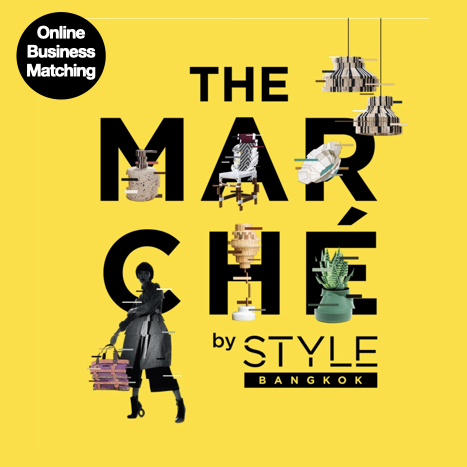 Online
Business
Matching
THE
MAR
CHÉ
by STYLE
BANGKOK